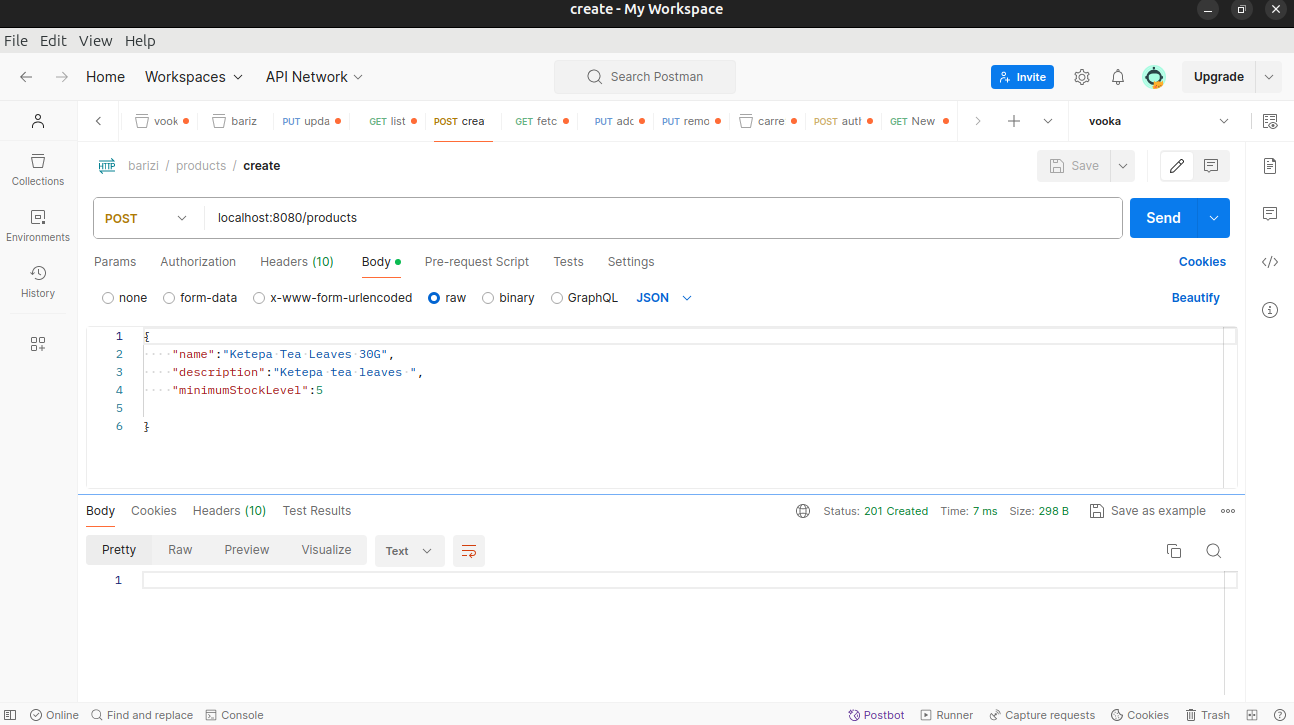 create - My Workspace
File Edit View Help
Home Workspaces API Network Search Postman Invite Upgrade
vook bariz PUT upda GET list POST crea GET fetc PUT adc PUT remo carre POST auth GET New vooka
barizi / products / create Save
Collections
Environments
History
POST localhost:8080/products Send
Params Authorization Headers (10) Body Pre-request Script Tests Settings Cookies
none form-data x-www-form-urlencoded raw binary GraphQL JSON Beautify
1 {
2 "name":"Ketepa Tea Leaves 30G",
3 "description":"Ketepa tea leaves ",
4 "minimumStockLevel":5
5
6 }
Body Cookies Headers (10) Test Results Status: 201 Created Time: 7 ms Size: 298 B Save as example
Pretty Raw Preview Visualize Text
1
Online Find and replace Console Postbot Runner Capture requests Cookies Trash